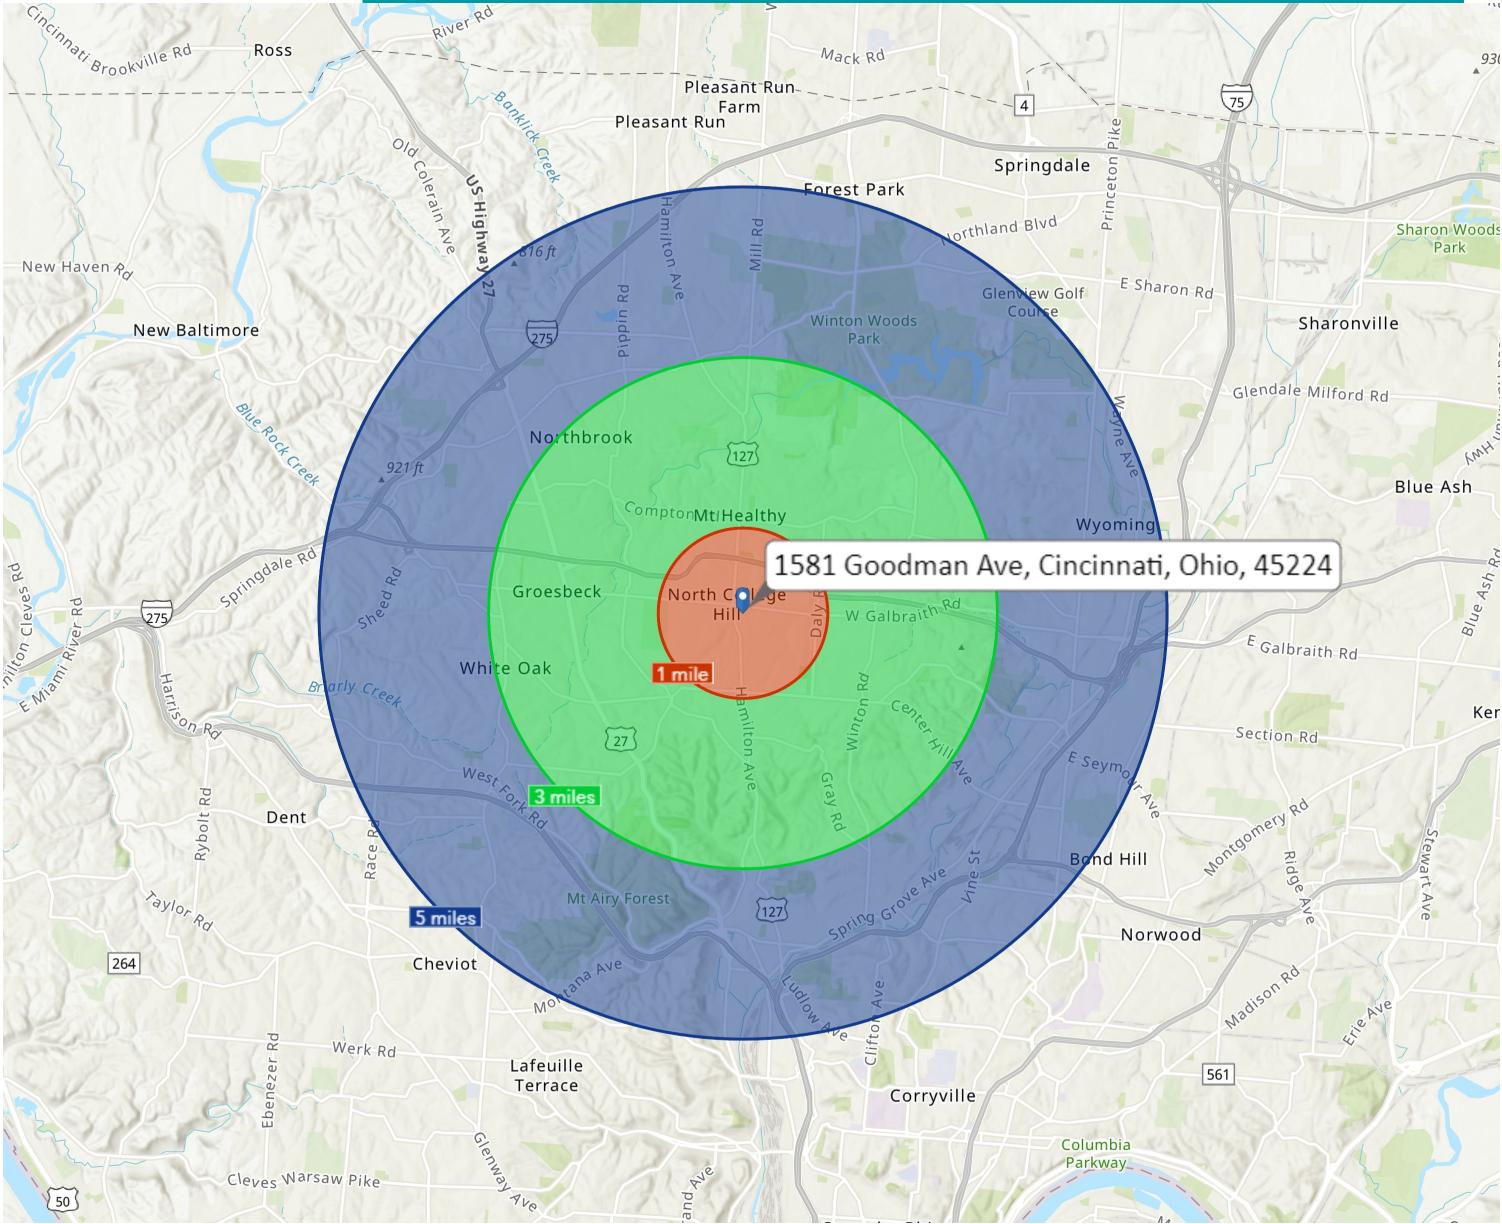 Cincinnati Brookville Rd
Ross
River Rd
Mack Rd
Pleasant Run
Farm
Pleasant Run
Banklick Creek
4
75
Springdale
Princeton Pike
Old Colerain Ave
US Highway 27
Forest Park
Northland Blvd
Sharon Woods
Park
Hamilton Ave
Mill Rd
816 ft
New Haven Rd
E Sharon Rd
Glenview Golf
Course
Pippin Rd
New Baltimore
275
Winton Woods
Park
Sharonville
Glendale Milford Rd
Wayne Ave
Blue Rock Creek
Northbrook
127
921 ft
Blue Ash
Compton
Mt Healthy
Wyoming
1581 Goodman Ave, Cincinnati, Ohio, 45224
Springdale Rd
Sheed Rd
Groesbeck
North College
Hill
Daly
W Galbraith Rd
Blue Ash Rd
275
E Miami River Rd
E Galbraith Rd
White Oak
1 mile
Briarly Creek
Harrison Rd
Hamilton Ave
Winton Rd
Center Hill Ave
27
Section Rd
E Seymour Ave
West Fork Rd
3 miles
Gray Rd
Dent
Rybolt Rd
Race Rd
Montgomery Rd
Bond Hill
Ridge Ave
Stewart Ave
Vine St
Mt Airy Forest
127
Spring Grove Ave
5 miles
Taylor Rd
Norwood
264
Cheviot
Montana Ave
Ludlow Ave
Clifton Ave
Madison Rd
Erie Ave
Werk Rd
Ebenezer Rd
Lafeuille
Terrace
561
Corryville
Columbia
Parkway
Glenway Ave
Cleves Warsaw Pike
50